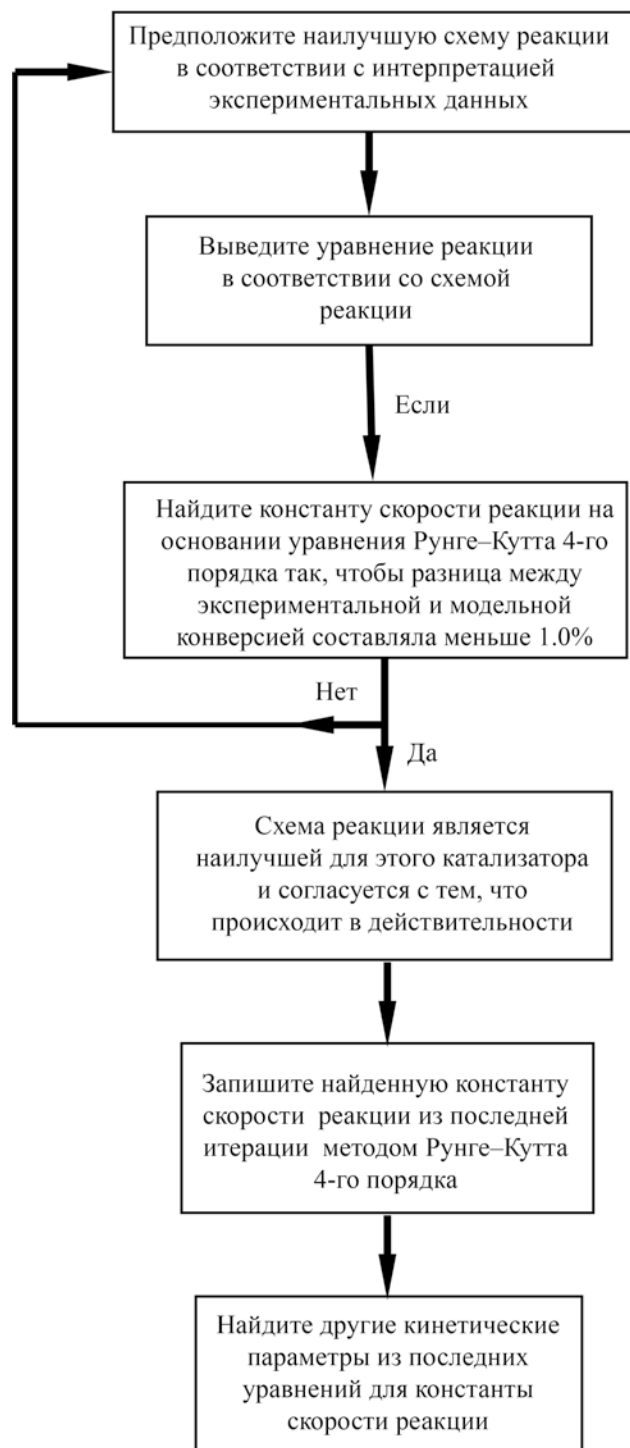 Предположите наилучшую схему реакции
в соответствии с интерпретацией
экспериментальных данных
Выведите уравнение реакции
в соответствии со схемой
реакции
Если
Найдите константу скорости реакции на
основании уравнения Рунге–Кутта 4-го
порядка так, чтобы разница между
экспериментальной и модельной
конверсией составляла меньше 1.0%
Нет
Да
Схема реакции является
наилучшей для этого катализатора
и согласуется с тем, что
происходит в действительности
Запишите найденную константу
скорости реакции из последней
итерации методом Рунге–Кутта
4-го порядка
Найдите другие кинетические
параметры из последних
уравнений для константы
скорости реакции